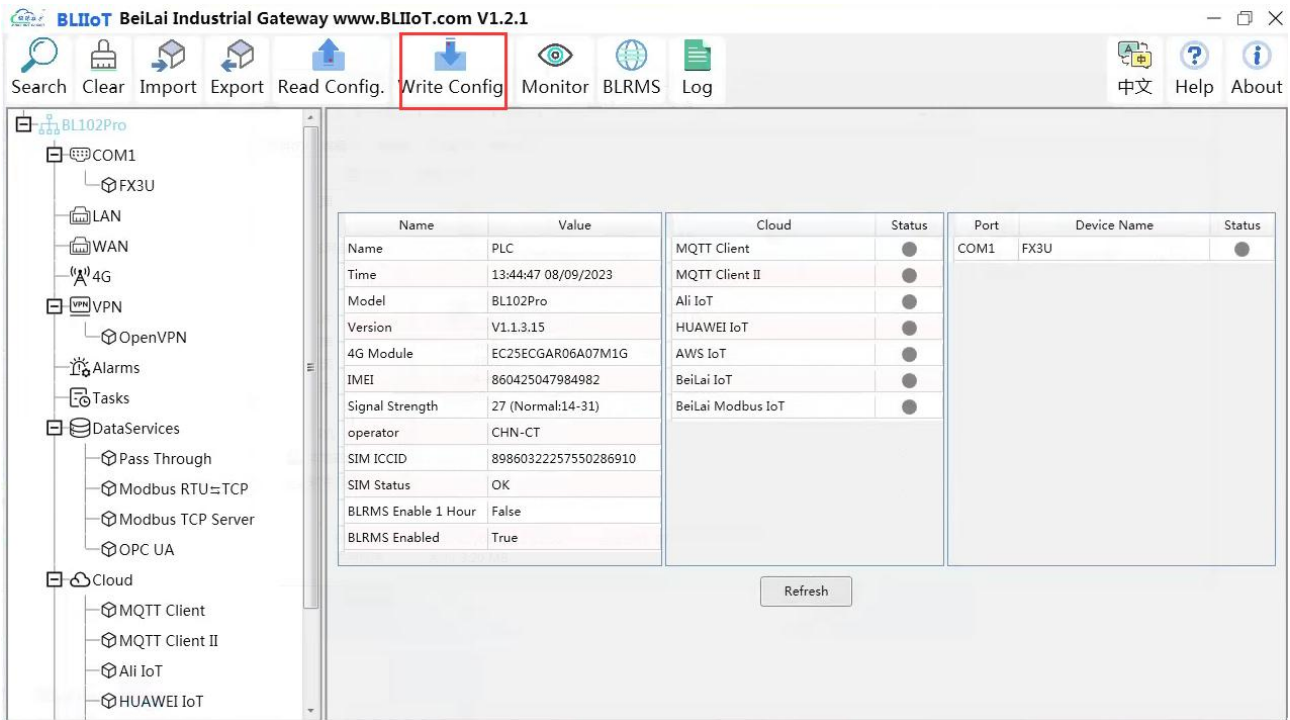 BLIIoT BeiLai Industrial Gateway www.BLIIoT.com V1.2.1
Search Clear Import Export Read Config. Write Config Monitor BLRMS Log 中文 Help About
BL102Pro
COM1
FX3U
LAN
WAN
4G
VPN VPN
OpenVPN
Alarms
Tasks
DataServices
Pass Through
Modbus RTU⇆TCP
Modbus TCP Server
OPC UA
Cloud
MQTT Client
MQTT Client II
Ali IoT
HUAWEI IoT
Name Value
Name PLC
Time 13:44:47 08/09/2023
Model BL102Pro
Version V1.1.3.15
4G Module EC25ECGAR06A07M1G
IMEI 860425047984982
Signal Strength 27 (Normal:14-31)
operator CHN-CT
SIM ICCID 89860322257550286910
SIM Status OK
BLRMS Enable 1 Hour False
BLRMS Enabled True
Cloud Status
MQTT Client
MQTT Client II
Ali IoT
HUAWEI IoT
AWS IoT
BeiLai IoT
BeiLai Modbus IoT
Port Device Name Status
COM1 FX3U
Refresh